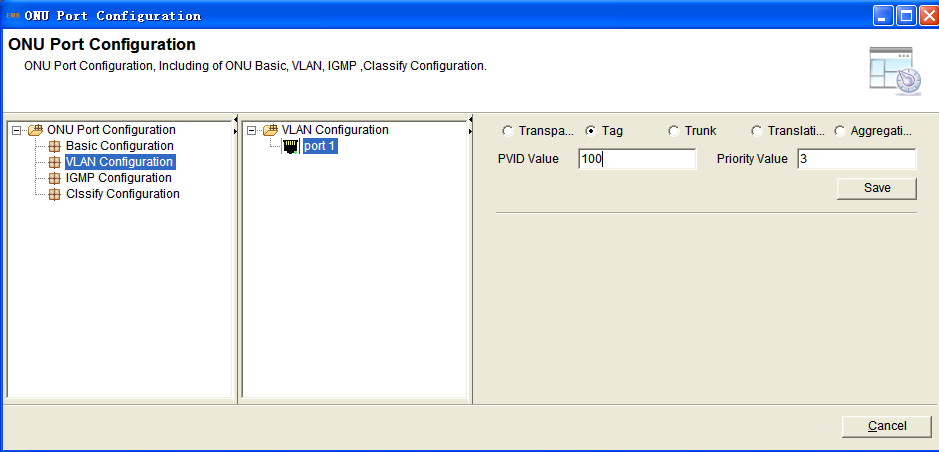 EMS ONU Port Configuration
ONU Port Configuration
ONU Port Configuration, Including of ONU Basic, VLAN, IGMP ,Classify Configuration.
ONU Port Configuration
Basic Configuration
VLAN Configuration
IGMP Configuration
Clssify Configuration
VLAN Configuration
port 1
Transpa... Tag Trunk Translati... Aggregati...
PVID Value 100 Priority Value 3
Save
Cancel